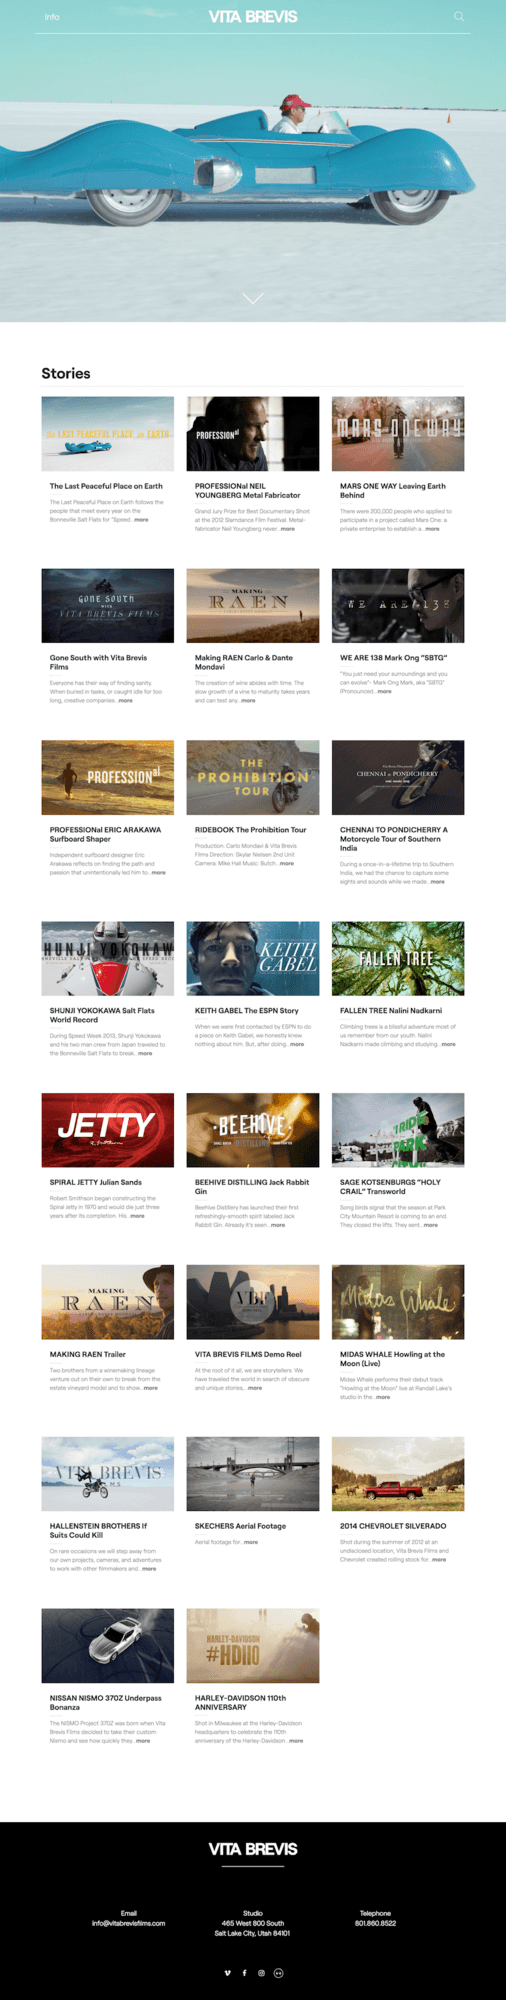 Info
VITA BREVIS
Stories
the LAST PEACEFUL PLACE on EARTH
PROFESSIONal
MARS ONE WAY
The Last Peaceful Place on Earth
The Last Peaceful Place on Earth follows the
people that meet every year on the
Bonneville Salt Flats for "Speed...more
PROFESSIONal NEIL
YOUNGBERG Metal Fabricator
Grand Jury Prize for Best Documentary Short
at the 2012 Slamdance Film Festival. Metal-
fabricator Neil Youngberg never...more
MARS ONE WAY Leaving Earth
Behind
There were 200,000 people who applied to
participate in a project called Mars One: a
private enterprise to establish a...more
GONE SOUTH
WITH
VITA BREVIS FILMS
MAKING
RAEN
WE ARE 138
Gone South with Vita Brevis
Films
Everyone has their way of finding sanity.
When buried in tasks, or caught idle for too
long, creative companies...more
Making RAEN Carlo & Dante
Mondavi
The creation of wine abides with time. The
slow growth of a vine to maturity takes years
and can test any...more
WE ARE 138 Mark Ong "SBTG"
"You just need your surroundings and you
can evolve"- Mark Ong Mark, aka "SBTG"
(Pronounced...more
PROFESSIONal
THE
PROHIBITION
TOUR
CHENNAI to PONDICHERRY
PROFESSIONal ERIC ARAKAWA
Surfboard Shaper
Independent surfboard designer Eric
Arakawa reflects on finding the path and
passion that unintentionally led him to...more
RIDEBOOK The Prohibition Tour
Production: Carlo Mondavi & Vita Brevis
Films Direction: Skylar Nielsen 2nd Unit
Camera: Mike Hall Music: Butch...more
CHENNAI TO PONDICHERRY A
Motorcycle Tour of Southern
India
During a once-in-a-lifetime trip to Southern
India, we had the chance to capture some
sights and sounds while we made...more
HUNJI YOKOKAW
KEITH
GABEL
FALLEN TREE
SHUNJI YOKOKAWA Salt Flats
World Record
During Speed Week 2013, Shunji Yokokawa
and his two man crew from Japan traveled to
the Bonneville Salt Flats to break...more
KEITH GABEL The ESPN Story
When we were first contacted by ESPN to do
a piece on Keith Gabel, we honestly knew
nothing about him. But, after doing...more
FALLEN TREE Nalini Nadkarni
Climbing trees is a blissful adventure most of
us remember from our youth. Nalini
Nadkarni made climbing and studying...more
JETTY
BEEHIVE
DISTILLING
RIDE
PARK
CITY
SPIRAL JETTY Julian Sands
Robert Smithson began constructing the
Spiral jetty in 1970 and would die just three
years after its completion. His...more
BEEHIVE DISTILLING Jack Rabbit
Gin
Beehive Distillery has launched their first
refreshingly-smooth spirit labeled Jack
Rabbit Gin. Already it's seen...more
SAGE KOTSENBURGS "HOLY
CRAIL" Transworld
Song birds signal that the season at Park
City Mountain Resort is coming to an end.
They closed the lifts. They sent...more
MAKING
RAEN
VBF
Midas Whale
MAKING RAEN Trailer
Two brothers from a winemaking lineage
venture out on their own to break from the
estate vineyard model and to show...more
VITA BREVIS FILMS Demo Reel
At the root of it all, we are storytellers. We
have traveled the world in search of obscure
and unique stories,...more
MIDAS WHALE Howling at the
Moon (Live)
Midas Whale performs their debut track
"Howling at the Moon" live at Randall Lake's
studio in the...more
VITA BREVIS
HALLENSTEIN BROTHERS If
Suits Could Kill
On rare occasions we will step away from
our own projects, cameras, and adventures
to work with other filmmakers and...more
SKECHERS Aerial Footage
Aerial footage for...more
2014 CHEVROLET SILVERADO
Shot during the summer of 2012 at an
undisclosed location, Vita Brevis Films and
Chevrolet created rolling stock for...more
HARLEY-DAVIDSON
#HD110
NISSAN NISMO 370Z Underpass
Bonanza
The NISMO Project 370Z was born when Vita
Brevis Films decided to take their custom
Nismo and see how quickly they...more
HARLEY-DAVIDSON 110th
ANNIVERSARY
Shot in Milwaukee at the Harley-Davidson
headquarters to celebrate the 110th
anniversary of the Harley-Davidson...more
VITA BREVIS
Email
info@vitabrevisfilms.com
Studio
465 West 800 South
Salt Lake City, Utah 84101
Telephone
801.860.8522